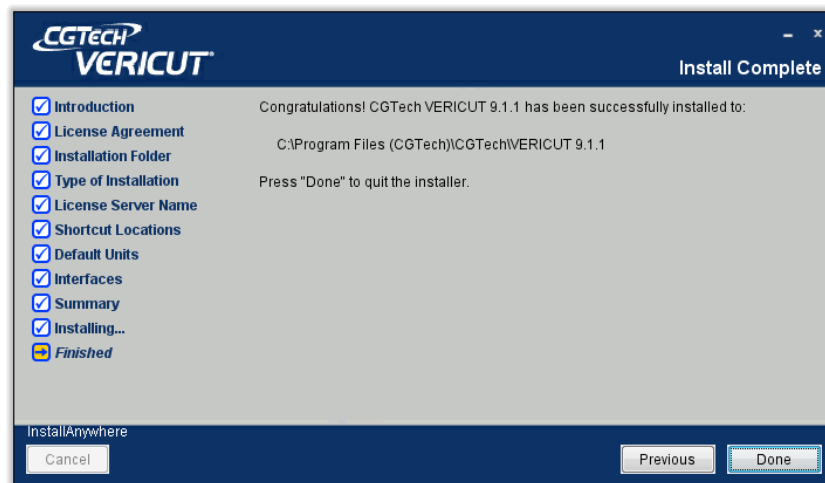 CGTECH
VERICUT
Install Complete
Introduction
License Agreement
Installation Folder
Type of Installation
License Server Name
Shortcut Locations
Default Units
Interfaces
Summary
Installing...
Finished
Congratulations! CGTech VERICUT 9.1.1 has been successfully installed to:
C:\Program Files (CGTech)\CGTech\VERICUT 9.1.1
Press "Done" to quit the installer.
InstallAnywhere
Cancel
Previous
Done